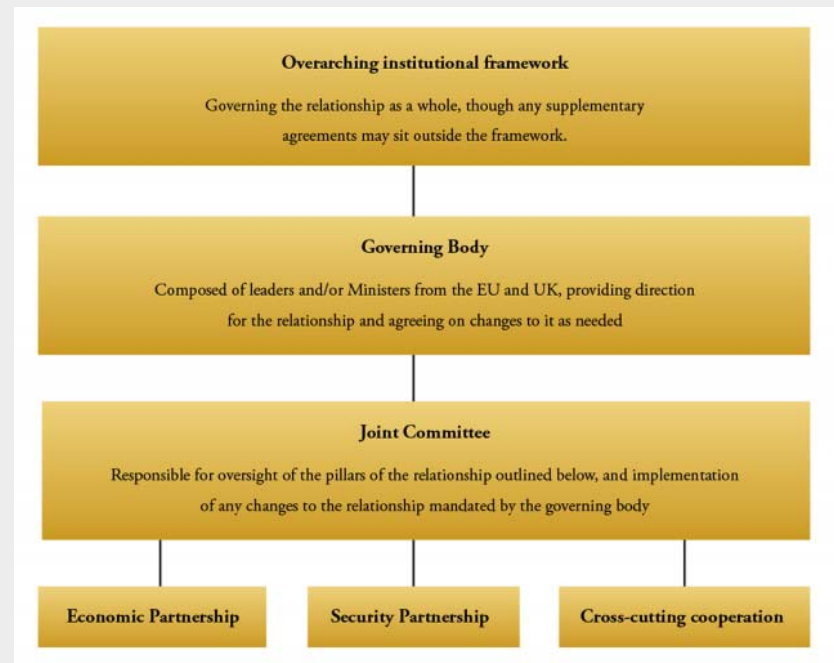 Overarching institutional framework
Governing the relationship as a whole, though any supplementary
agreements may sit outside the framework.
Governing Body
Composed of leaders and/or Ministers from the EU and UK, providing direction
for the relationship and agreeing on changes to it as needed
Joint Committee
Responsible for oversight of the pillars of the relationship outlined below, and implementation
of any changes to the relationship mandated by the governing body
Economic Partnership
Security Partnership
Cross-cutting cooperation